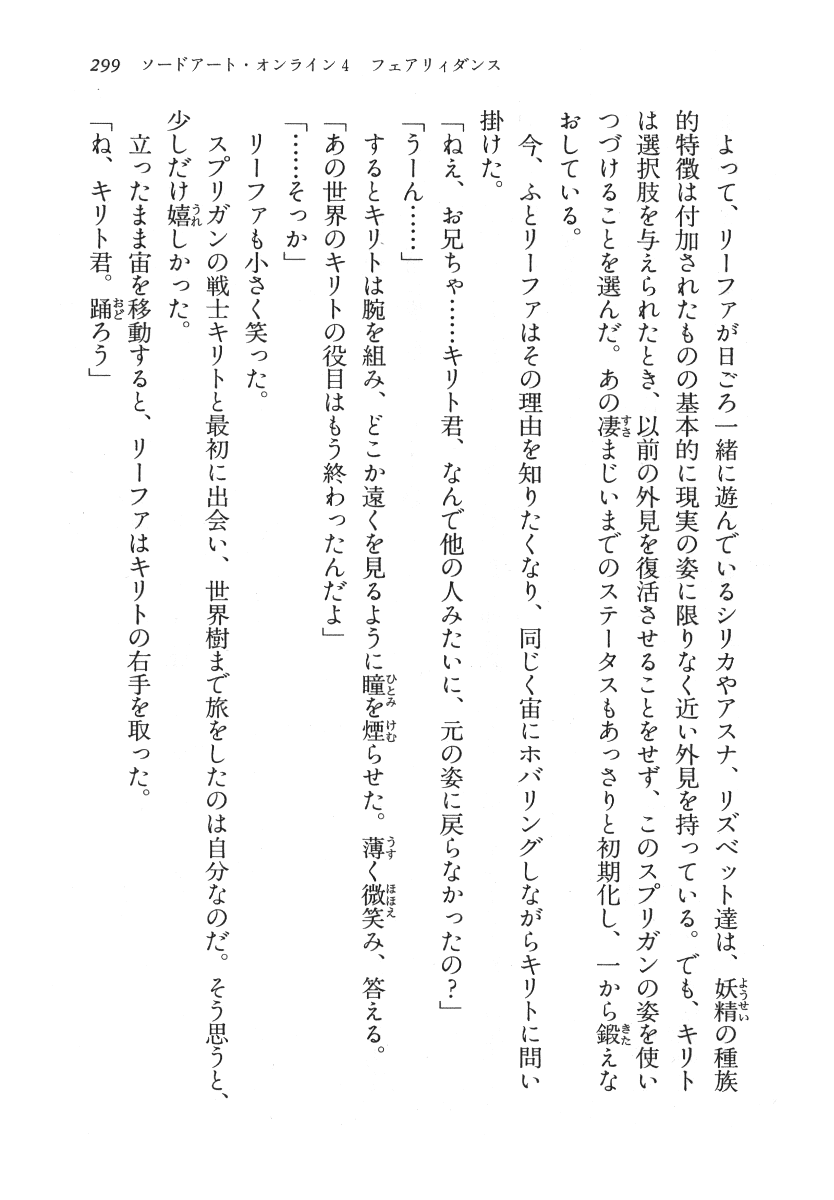 299　ソードアート・オンライン4　フェアリィダンス
　よって、リーファが日ごろ一緒に遊んでいるシリカやアスナ、リズベット達は、妖精の種族
的特徴は付加されたものの基本的に現実の姿に限りなく近い外見を持っている。でも、キリト
は選択肢を与えられたとき、以前の外見を復活させることをせず、このスプリガンの姿を使い
つづけることを選んだ。あの凄まじいまでのステータスもあっさりと初期化し、一から鍛えな
おしている。
　今、ふとリーファはその理由を知りたくなり、同じく宙にホバリングしながらキリトに問い
掛けた。
「ねえ、お兄ちゃ……キリト君、なんで他の人みたいに、元の姿に戻らなかったの？」
「うーん……」
　するとキリトは腕を組み、どこか遠くを見るように瞳を煙らせた。薄く微笑み、答える。
「あの世界のキリトの役目はもう終わったんだよ」
「……そっか」
　リーファも小さく笑った。
　スプリガンの戦士キリトと最初に出会い、世界樹まで旅をしたのは自分なのだ。そう思うと、
少しだけ嬉しかった。
　立ったまま宙を移動すると、リーファはキリトの右手を取った。
「ね、キリト君。踊ろう」